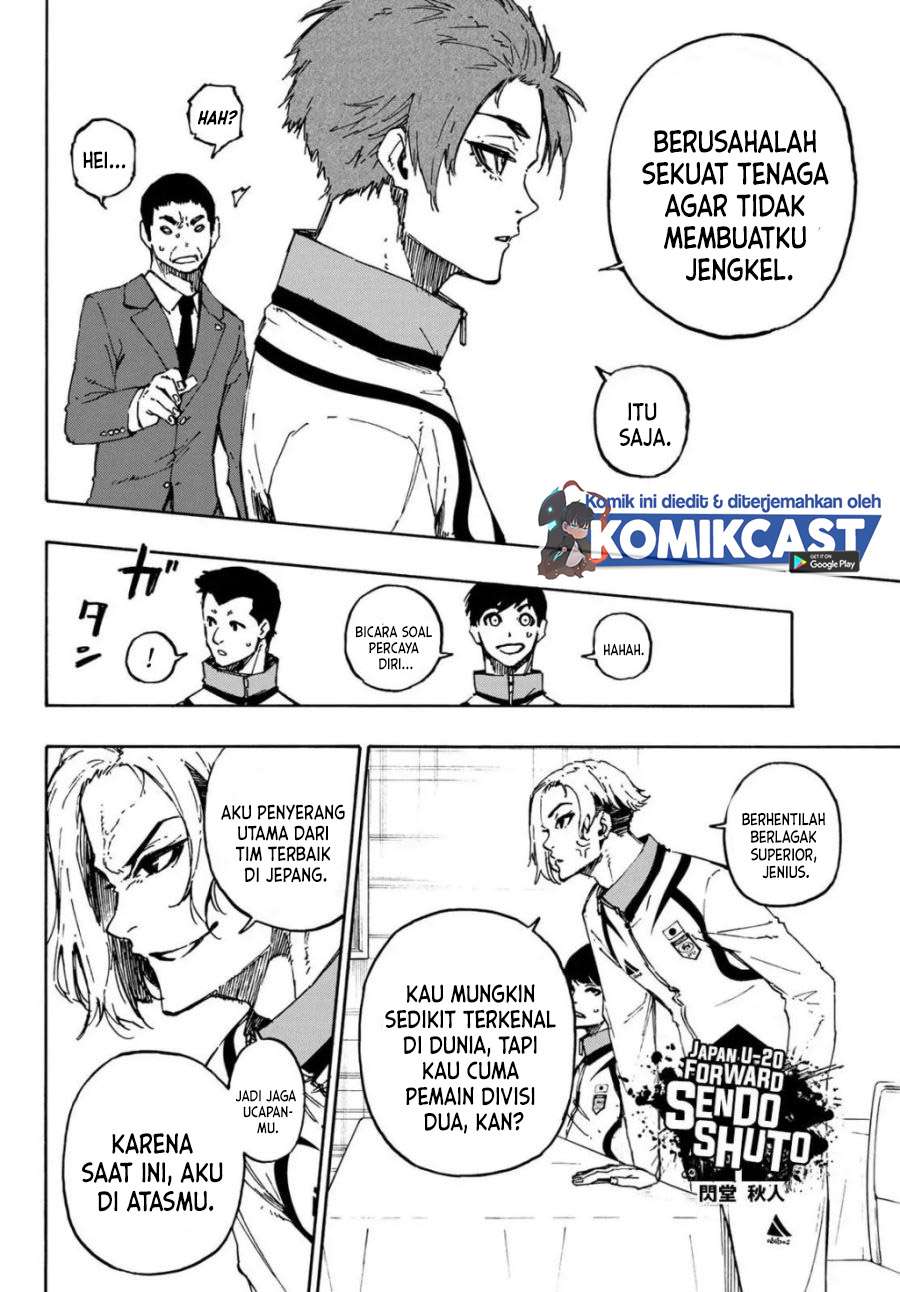 BERUSAHALAH
SEKUAT TENAGA
AGAR TIDAK
MEMBUATKU
JENGKEL.
HAH?
HEI...
ITU
SAJA.
Komik ini diedit & diterjemahkan oleh
KOMIKCAST
GET IT ON
Google Play
ガタン
!
BICARA SOAL
PERCAYA
DIRI...
HAHAH.
AKU PENYERANG
UTAMA DARI
TIM TERBAIK
DI JEPANG.
JADI JAGA
UCAPAN-
MU.
KARENA
SAAT INI, AKU
DI ATASMU.
BERHENTILAH
BERLAGAK
SUPERIOR,
JENIUS.
KAU MUNGKIN
SEDIKIT TERKENAL
DI DUNIA, TAPI
KAU CUMA
PEMAIN DIVISI
DUA, KAN?
JAPAN U-20
FORWARD
SENDO
SHUTO
閃堂 秋人